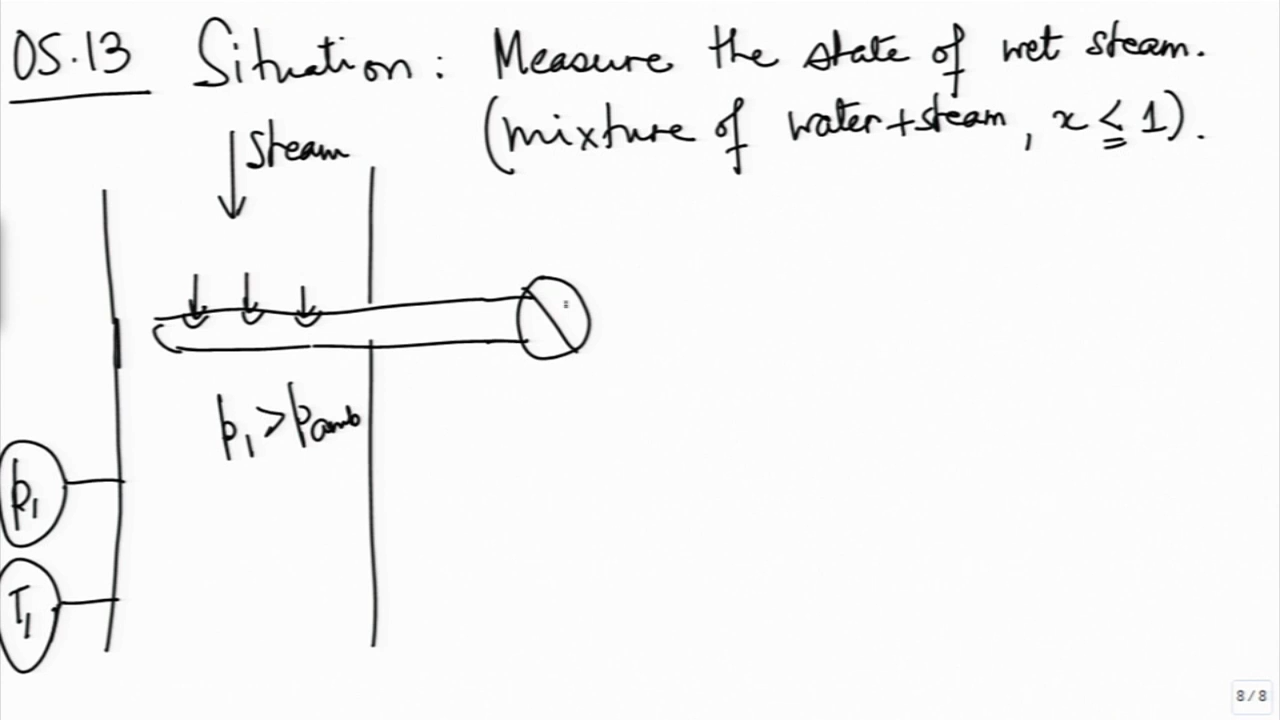 05.13 Situation: Measure the state of wet steam.
(mixture of water+steam, x ≤ 1).
steam
p₁ > pamb
p₁
T₁
8/8